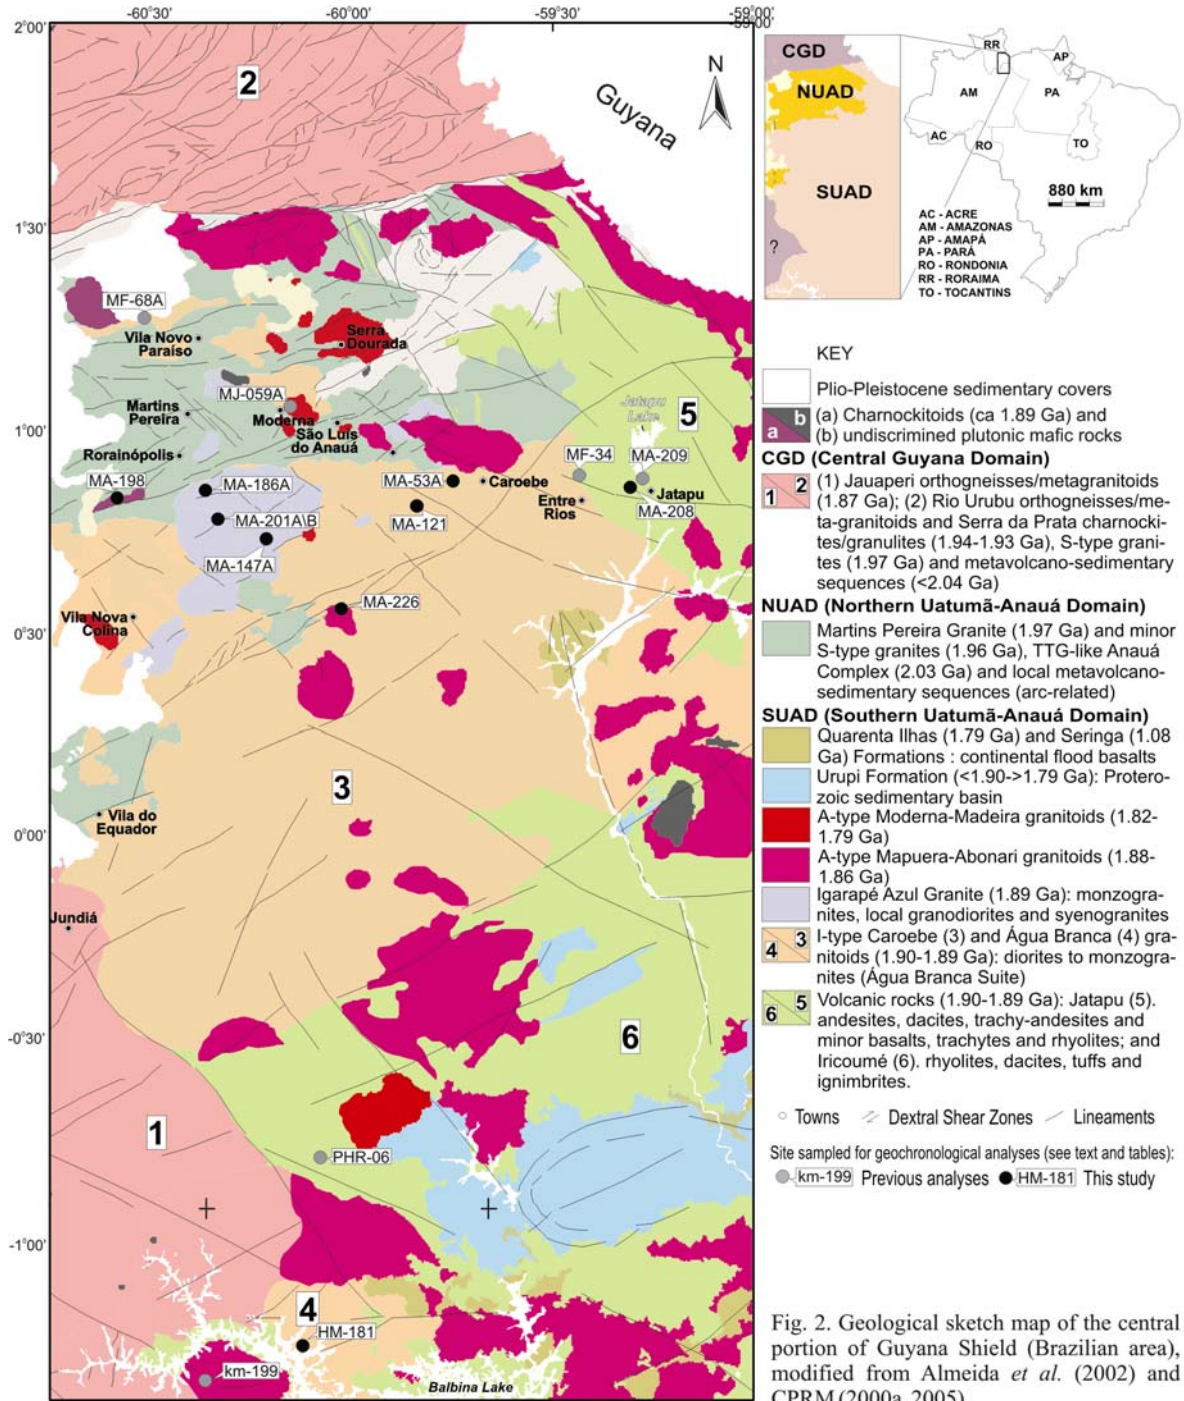 -60°30'
-60°00'
-59°30'
-59°00'
2°00'
1°30'
1°00'
0°30'
0°00'
-0°30'
-1°00'
2
Guyana
N
MF-68A
Vila Novo
Paraíso
Serra
Dourada
MJ-059A
Martins
Pereira
Moderna
São Luís
do Anauá
Rorainópolis
Jatapu
Lake
5
MF-34
MA-209
MA-198
MA-186A
MA-53A
Caroebe
Entre
Rios
Jatapu
MA-208
MA-201A\B
MA-121
MA-147A
MA-226
Vila Nova
Colina
3
Vila do
Equador
Jundiá
6
1
PHR-06
4
HM-181
km-199
Balbina Lake
CGD
NUAD
SUAD
?
RR
AP
AM
PA
AC
RO
TO
880 km
AC - ACRE
AM - AMAZONAS
AP - AMAPÁ
PA - PARÁ
RO - RONDONIA
RR - RORAIMA
TO - TOCANTINS
KEY
Plio-Pleistocene sedimentary covers
a b (a) Charnockitoids (ca 1.89 Ga) and
(b) undiscrimined plutonic mafic rocks
CGD (Central Guyana Domain)
1 2 (1) Jauaperi orthogneisses/metagranitoids
(1.87 Ga); (2) Rio Urubu orthogneisses/me-
ta-granitoids and Serra da Prata charnocki-
tes/granulites (1.94-1.93 Ga), S-type grani-
tes (1.97 Ga) and metavolcano-sedimentary
sequences (<2.04 Ga)
NUAD (Northern Uatumã-Anauá Domain)
Martins Pereira Granite (1.97 Ga) and minor
S-type granites (1.96 Ga), TTG-like Anauá
Complex (2.03 Ga) and local metavolcano-
sedimentary sequences (arc-related)
SUAD (Southern Uatumã-Anauá Domain)
Quarenta Ilhas (1.79 Ga) and Seringa (1.08
Ga) Formations : continental flood basalts
Urupi Formation (<1.90->1.79 Ga): Protero-
zoic sedimentary basin
A-type Moderna-Madeira granitoids (1.82-
1.79 Ga)
A-type Mapuera-Abonari granitoids (1.88-
1.86 Ga)
Igarapé Azul Granite (1.89 Ga): monzogra-
nites, local granodiorites and syenogranites
4 3 I-type Caroebe (3) and Água Branca (4) gra-
nitoids (1.90-1.89 Ga): diorites to monzogra-
nites (Água Branca Suite)
6 5 Volcanic rocks (1.90-1.89 Ga): Jatapu (5).
andesites, dacites, trachy-andesites and
minor basalts, trachytes and rhyolites; and
Iricoumé (6). rhyolites, dacites, tuffs and
ignimbrites.
Towns Dextral Shear Zones Lineaments
Site sampled for geochronological analyses (see text and tables):
km-199 Previous analyses HM-181 This study
Fig. 2. Geological sketch map of the central
portion of Guyana Shield (Brazilian area),
modified from Almeida et al. (2002) and
CPRM (2000a, 2005)